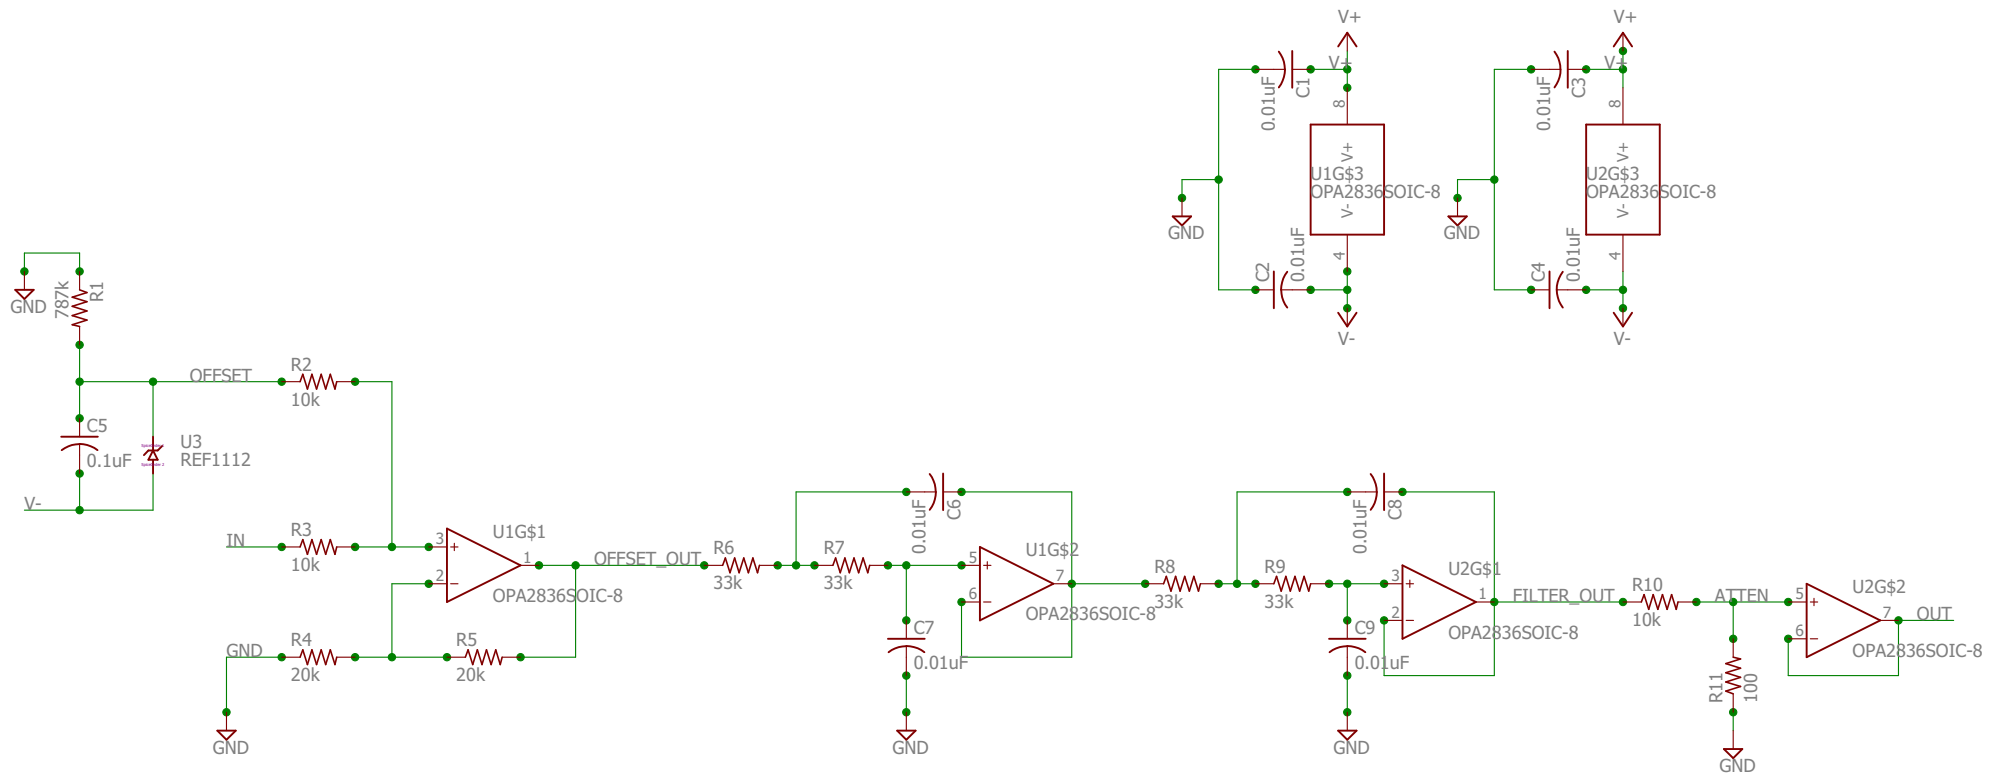 V+
V+
V+
V+
C1
0.01uF
C3
0.01uF
8
8
V+
V+
U1G$3
OPA2836SOIC-8
U2G$3
OPA2836SOIC-8
V-
V-
GND
GND
4
4
C2
0.01uF
C4
0.01uF
V-
V-
GND
787k
R1
OFFSET
R2
10k
C5
0.1uF
U3
REF1112
V-
IN
R3
10k
3
2
1
U1G$1
OPA2836SOIC-8
OFFSET_OUT
GND
R4
20k
R5
20k
GND
R6
33k
R7
33k
0.01uF
C6
5
6
7
U1G$2
OPA2836SOIC-8
C7
0.01uF
GND
R8
33k
R9
33k
0.01uF
C8
3
2
1
U2G$1
OPA2836SOIC-8
C9
0.01uF
GND
FILTER_OUT
R10
10k
ATTEN
R11
100
GND
5
6
7
U2G$2
OPA2836SOIC-8
OUT